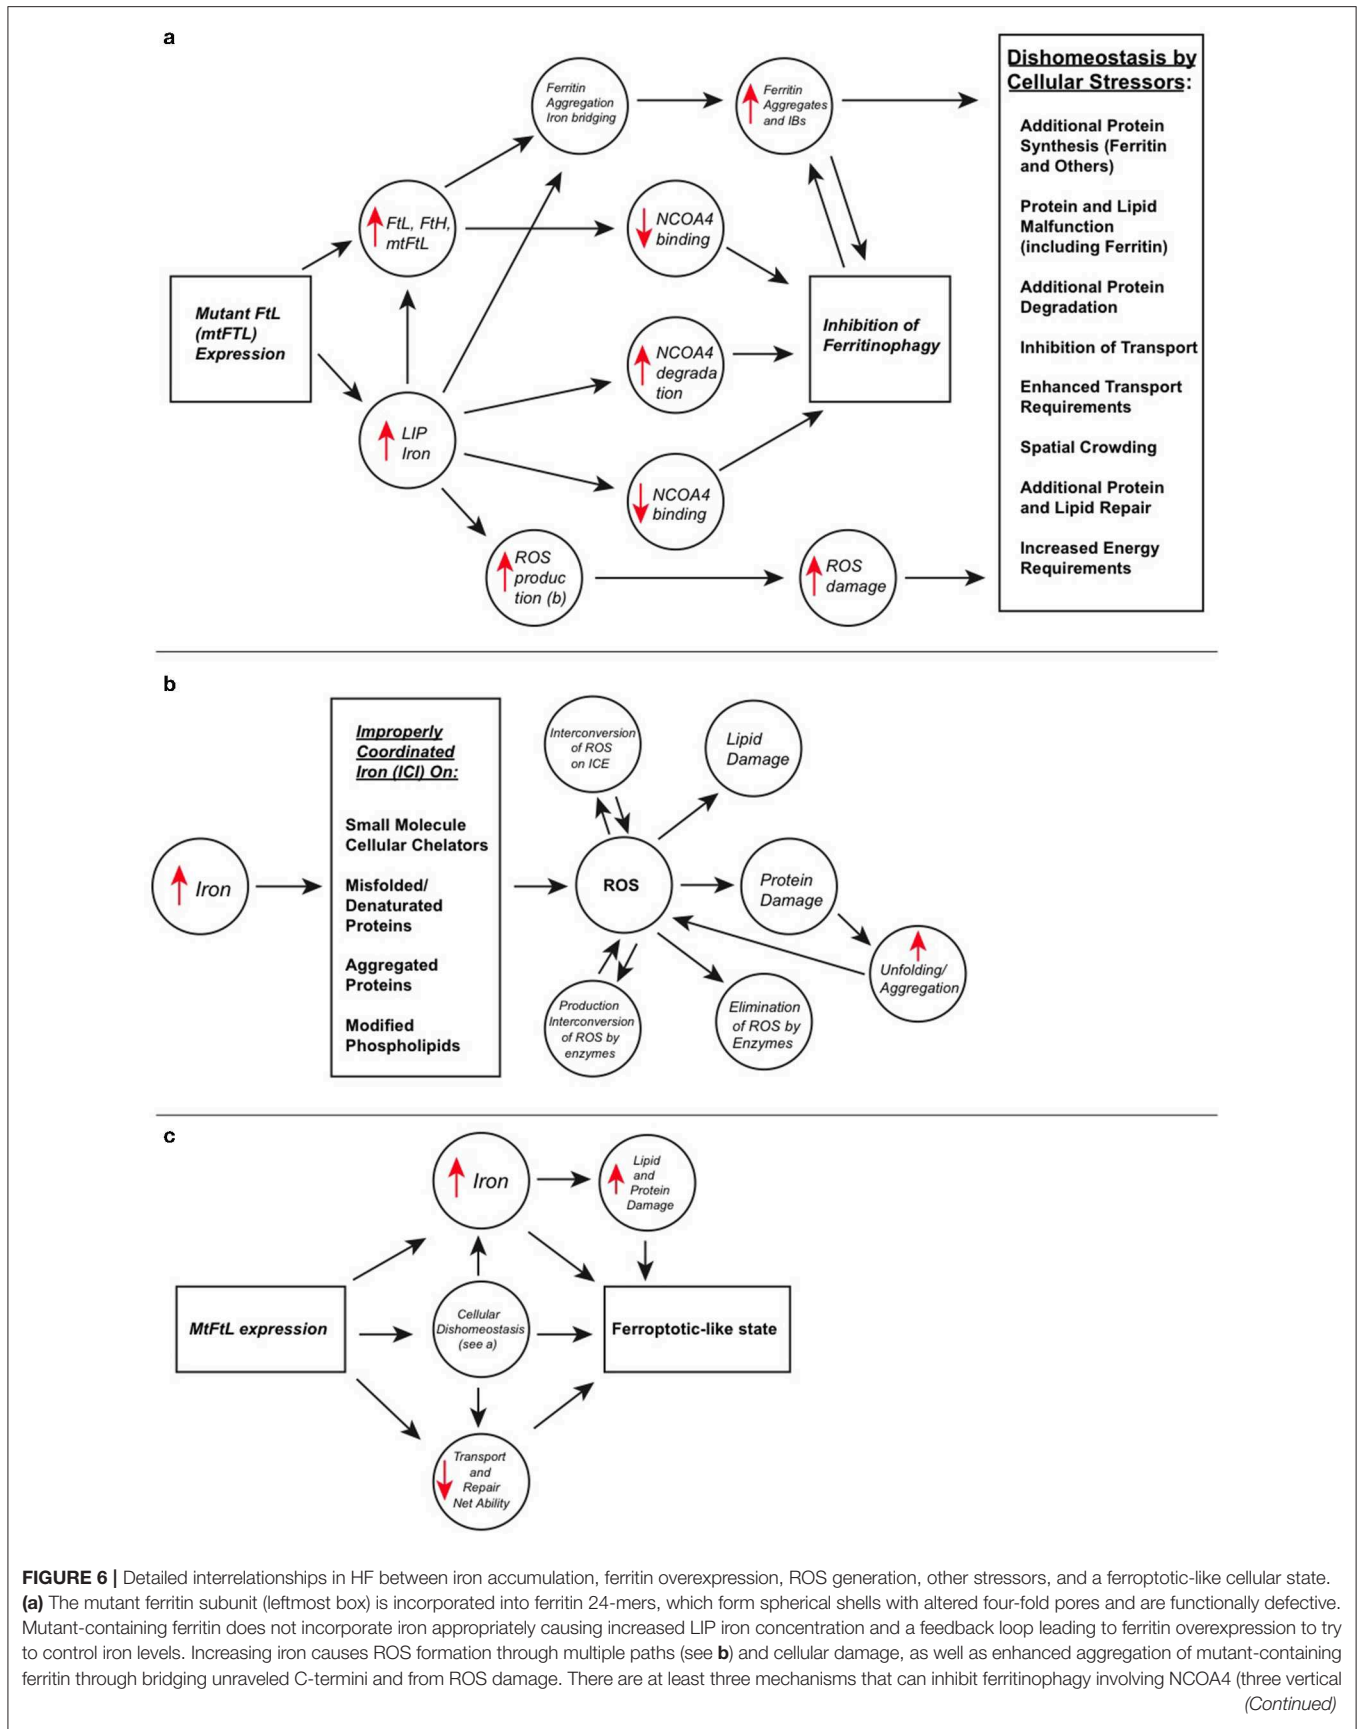 a
Ferritin
Aggregation
Iron bridging
Ferritin
Aggregates
and IBs
Dishomeostasis by
Cellular Stressors:
Additional Protein
Synthesis (Ferritin
and Others)
Protein and Lipid
Malfunction
(including Ferritin)
Additional Protein
Degradation
Inhibition of Transport
Enhanced Transport
Requirements
Spatial Crowding
Additional Protein
and Lipid Repair
Increased Energy
Requirements
FtL, FtH,
mtFtL
NCOA4
binding
Mutant FtL
(mtFTL)
Expression
Inhibition of
Ferritinophagy
NCOA4
degrada
tion
LIP
Iron
NCOA4
binding
ROS
produc
tion (b)
ROS
damage
b
Improperly
Coordinated
Iron (ICI) On:
Small Molecule
Cellular Chelators
Misfolded/
Denaturated
Proteins
Aggregated
Proteins
Modified
Phospholipids
Iron
Interconversion
of ROS
on ICE
Lipid
Damage
ROS
Protein
Damage
Unfolding/
Aggregation
Production
Interconversion
of ROS by
enzymes
Elimination
of ROS by
Enzymes
c
Iron
Lipid
and
Protein
Damage
MtFtL expression
Cellular
Dishomeostasis
(see a)
Ferroptotic-like state
Transport
and
Repair
Net Ability
FIGURE 6 | Detailed interrelationships in HF between iron accumulation, ferritin overexpression, ROS generation, other stressors, and a ferroptotic-like cellular state.
(a) The mutant ferritin subunit (leftmost box) is incorporated into ferritin 24-mers, which form spherical shells with altered four-fold pores and are functionally defective.
Mutant-containing ferritin does not incorporate iron appropriately causing increased LIP iron concentration and a feedback loop leading to ferritin overexpression to try
to control iron levels. Increasing iron causes ROS formation through multiple paths (see b) and cellular damage, as well as enhanced aggregation of mutant-containing
ferritin through bridging unraveled C-termini and from ROS damage. There are at least three mechanisms that can inhibit ferritinophagy involving NCOA4 (three vertical
(Continued)